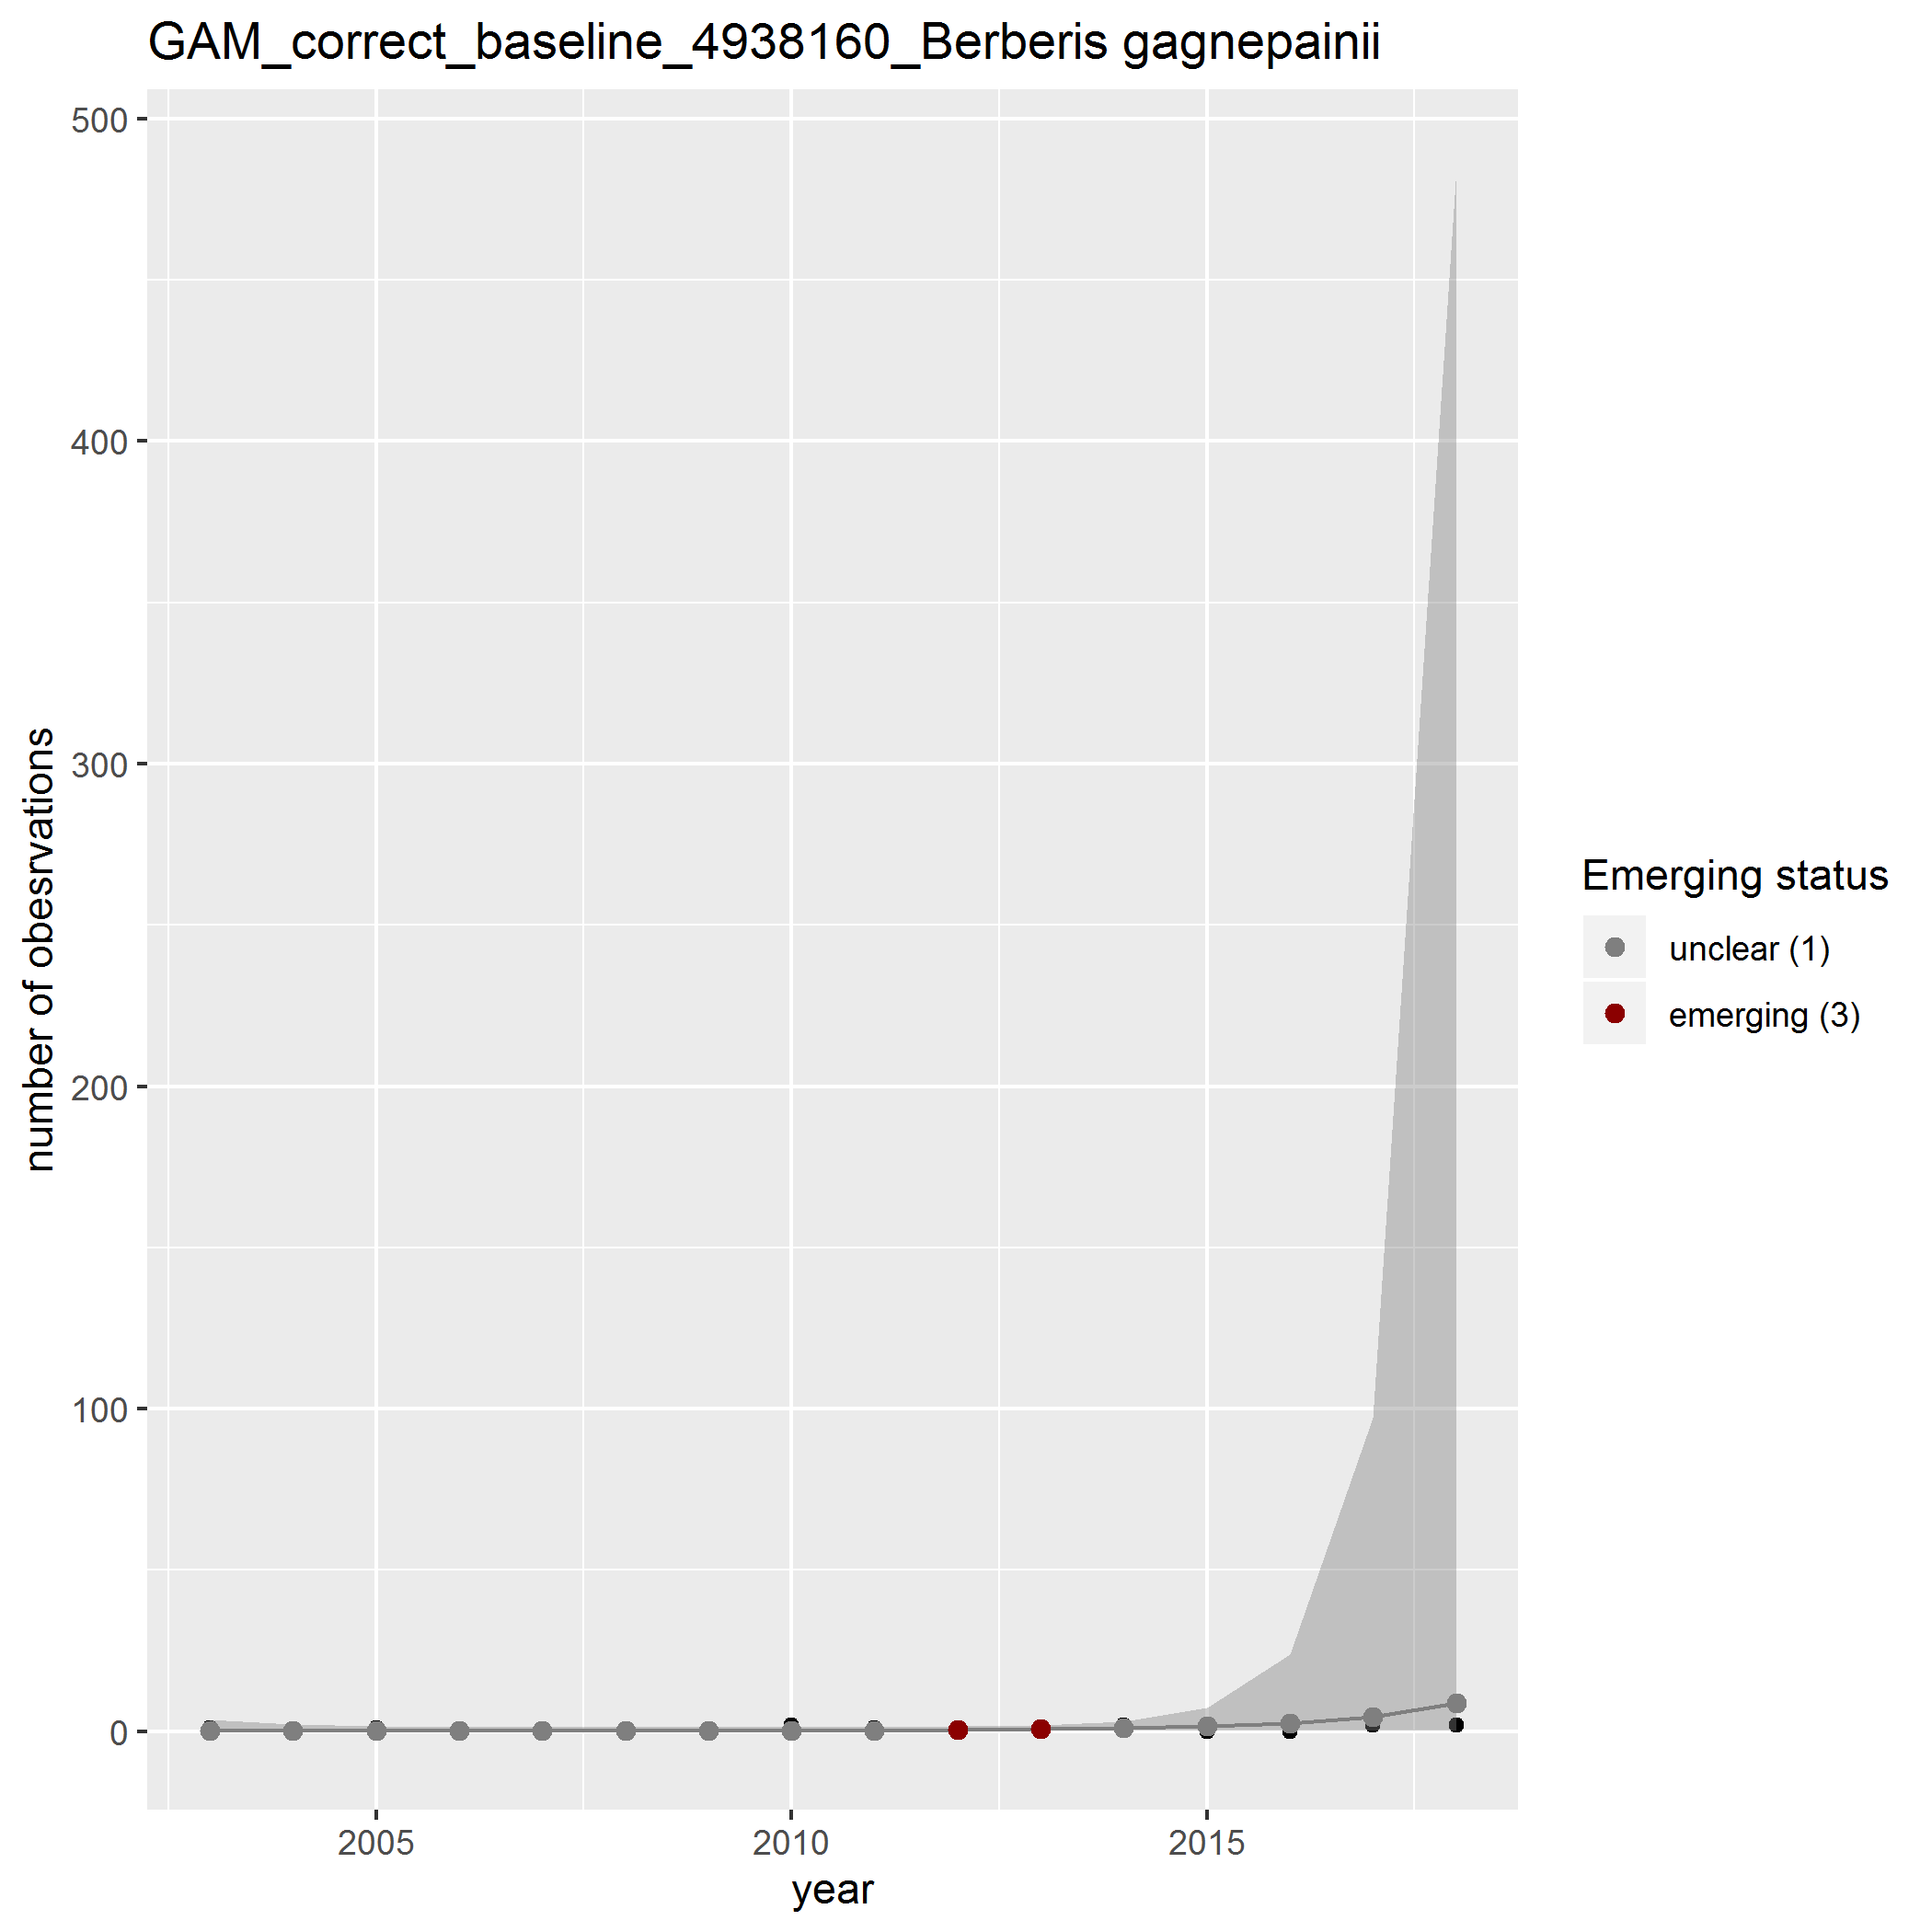 GAM_correct_baseline_4938160_Berberis gagnepainii
500
400
300
200
100
0
number of obesrvations
2005
2010
2015
year
Emerging status
unclear (1)
emerging (3)